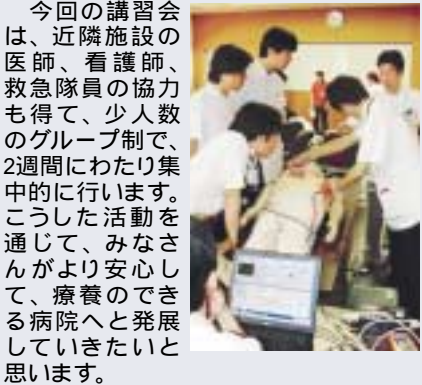 今回の講習会
は、近隣施設の
医師、看護師、
救急隊員の協力
も得て、少人数
のグループ制で、
2週間にわたり集
中的に行います。
こうした活動を
通じて、みなさ
んがより安心し
て、療養のでき
る病院へと発展
していきたいと
思います。